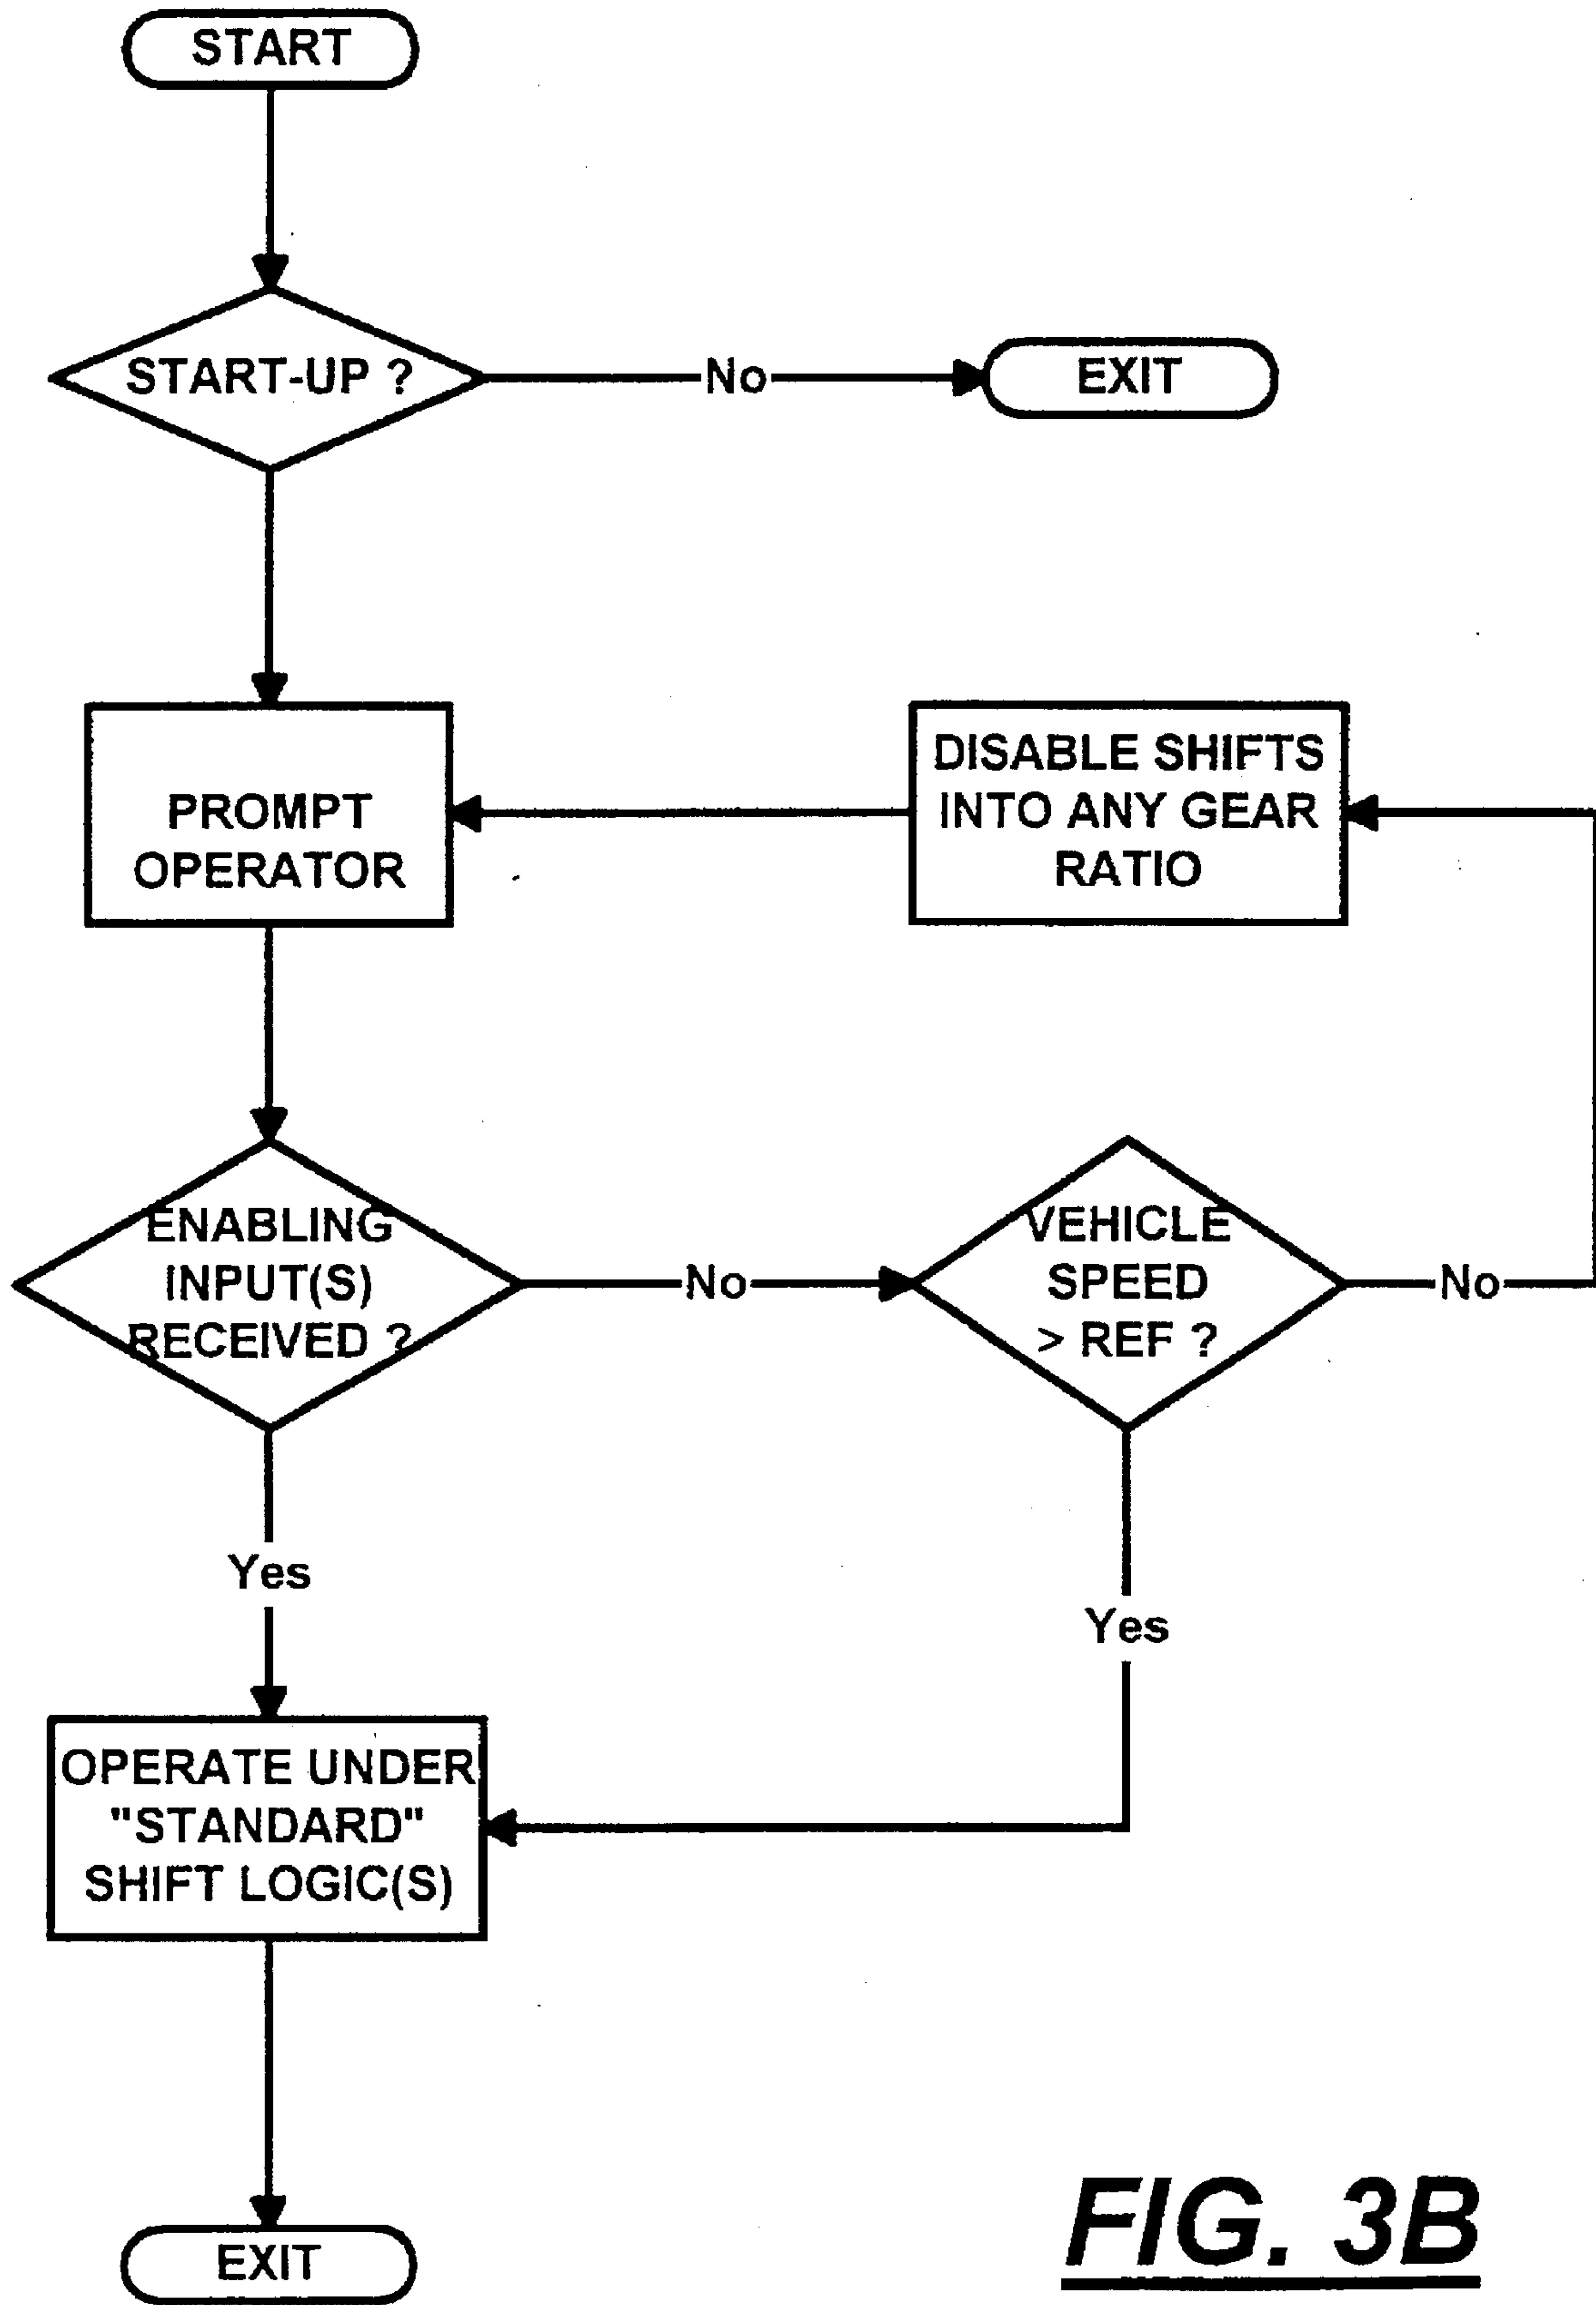 START
START-UP ?
No
EXIT
PROMPT
OPERATOR
DISABLE SHIFTS
INTO ANY GEAR
RATIO
ENABLING
INPUT(S)
RECEIVED ?
No
VEHICLE
SPEED
> REF ?
No
Yes
Yes
OPERATE UNDER
"STANDARD"
SHIFT LOGIC(S)
EXIT
FIG. 3B